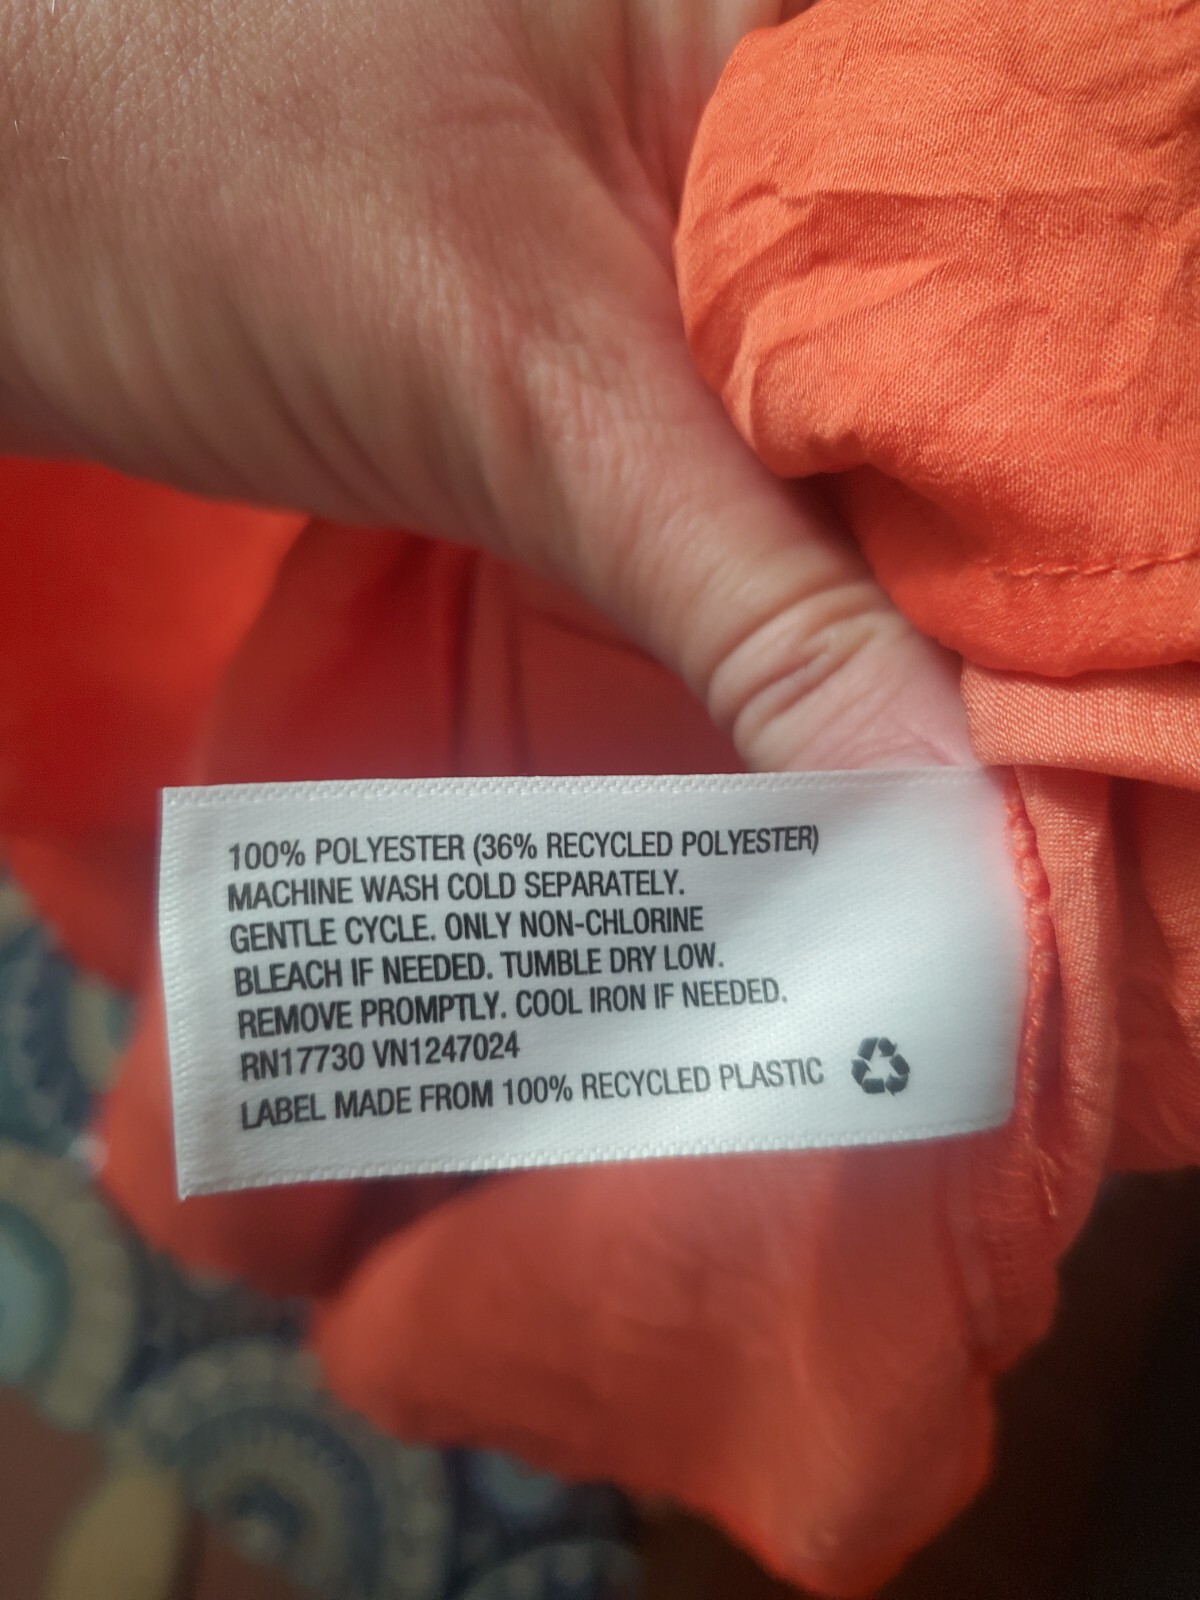 100% POLYESTER (36% RECYCLED POLYESTER)
MACHINE WASH COLD SEPARATELY.
GENTLE CYCLE. ONLY NON-CHLORINE
BLEACH IF NEEDED. TUMBLE DRY LOW.
REMOVE PROMPTLY. COOL IRON IF NEEDED.
RN17730 VN1247024
LABEL MADE FROM 100% RECYCLED PLASTIC